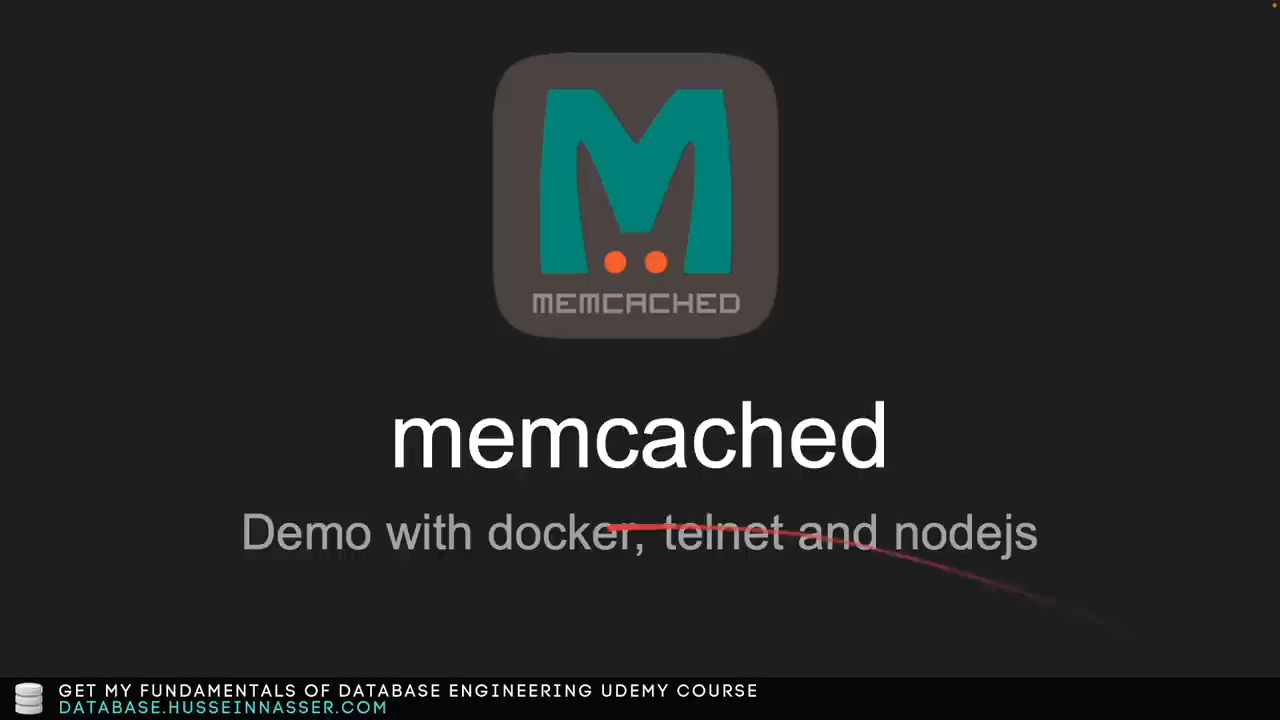 MEMCACHED
memcached
Demo with docker, telnet and nodejs
GET MY FUNDAMENTALS OF DATABASE ENGINEERING UDEMY COURSE
DATABASE.HUSSEINNASSER.COM